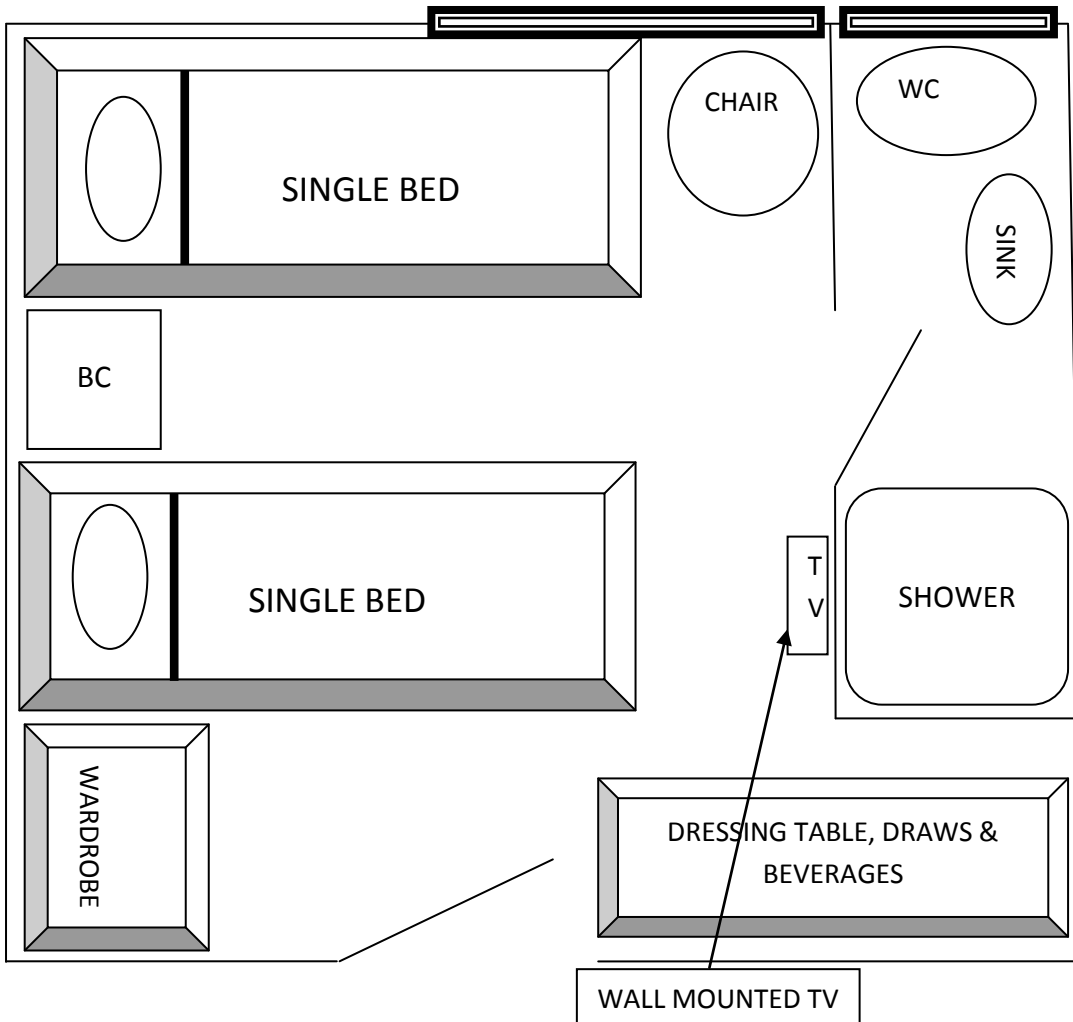 CHAIR
WC
SINGLE BED
SINK
BC
T
V
SINGLE BED
SHOWER
WARDROBE
DRESSING TABLE, DRAWS &
BEVERAGES
WALL MOUNTED TV